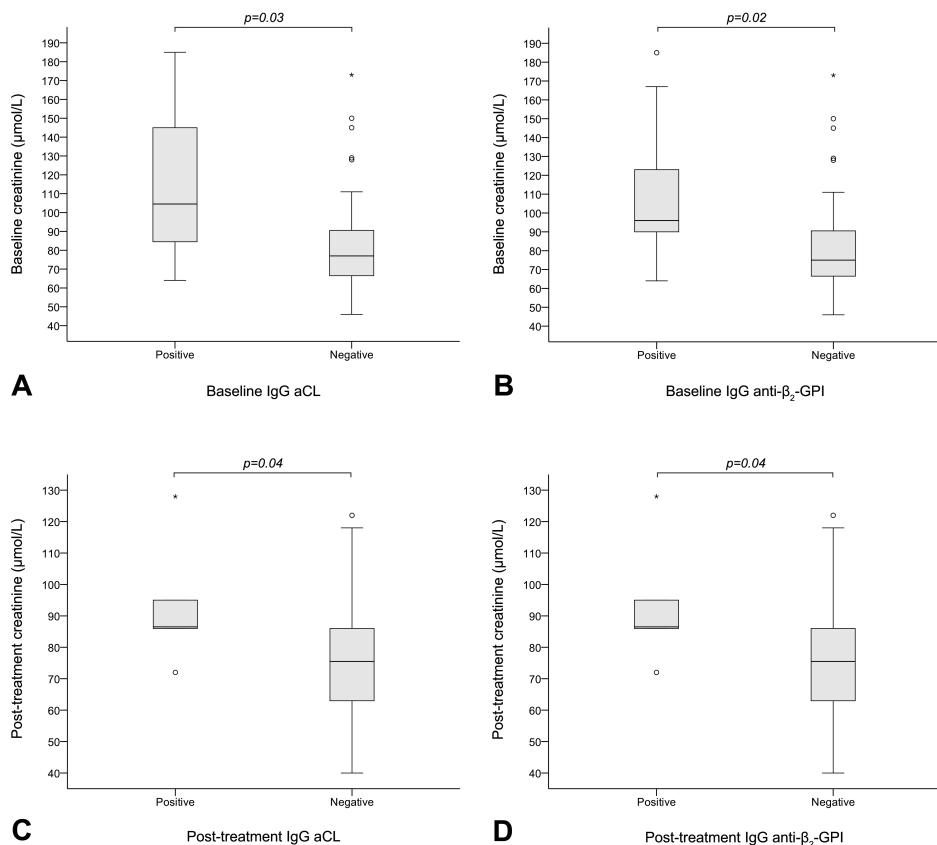 p=0.03
Baseline creatinine (μmol/L)
190
180
170
160
150
140
130
120
110
100
90
80
70
60
50
40
*
Positive
Negative
A
Baseline IgG aCL
p=0.02
Baseline creatinine (μmol/L)
190
180
170
160
150
140
130
120
110
100
90
80
70
60
50
40
*
Positive
Negative
B
Baseline IgG anti-β₂-GPI
p=0.04
Post-treatment creatinine (μmol/L)
130
120
110
100
90
80
70
60
50
40
*
Positive
Negative
C
Post-treatment IgG aCL
p=0.04
Post-treatment creatinine (μmol/L)
130
120
110
100
90
80
70
60
50
40
*
Positive
Negative
D
Post-treatment IgG anti-β₂-GPI